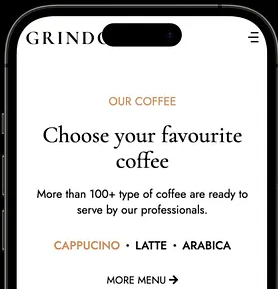 GRINDC
OUR COFFEE
Choose your favourite
coffee
More than 100+ type of coffee are ready to
serve by our professionals.
CAPPUCINO • LATTE • ARABICA
MORE MENU →